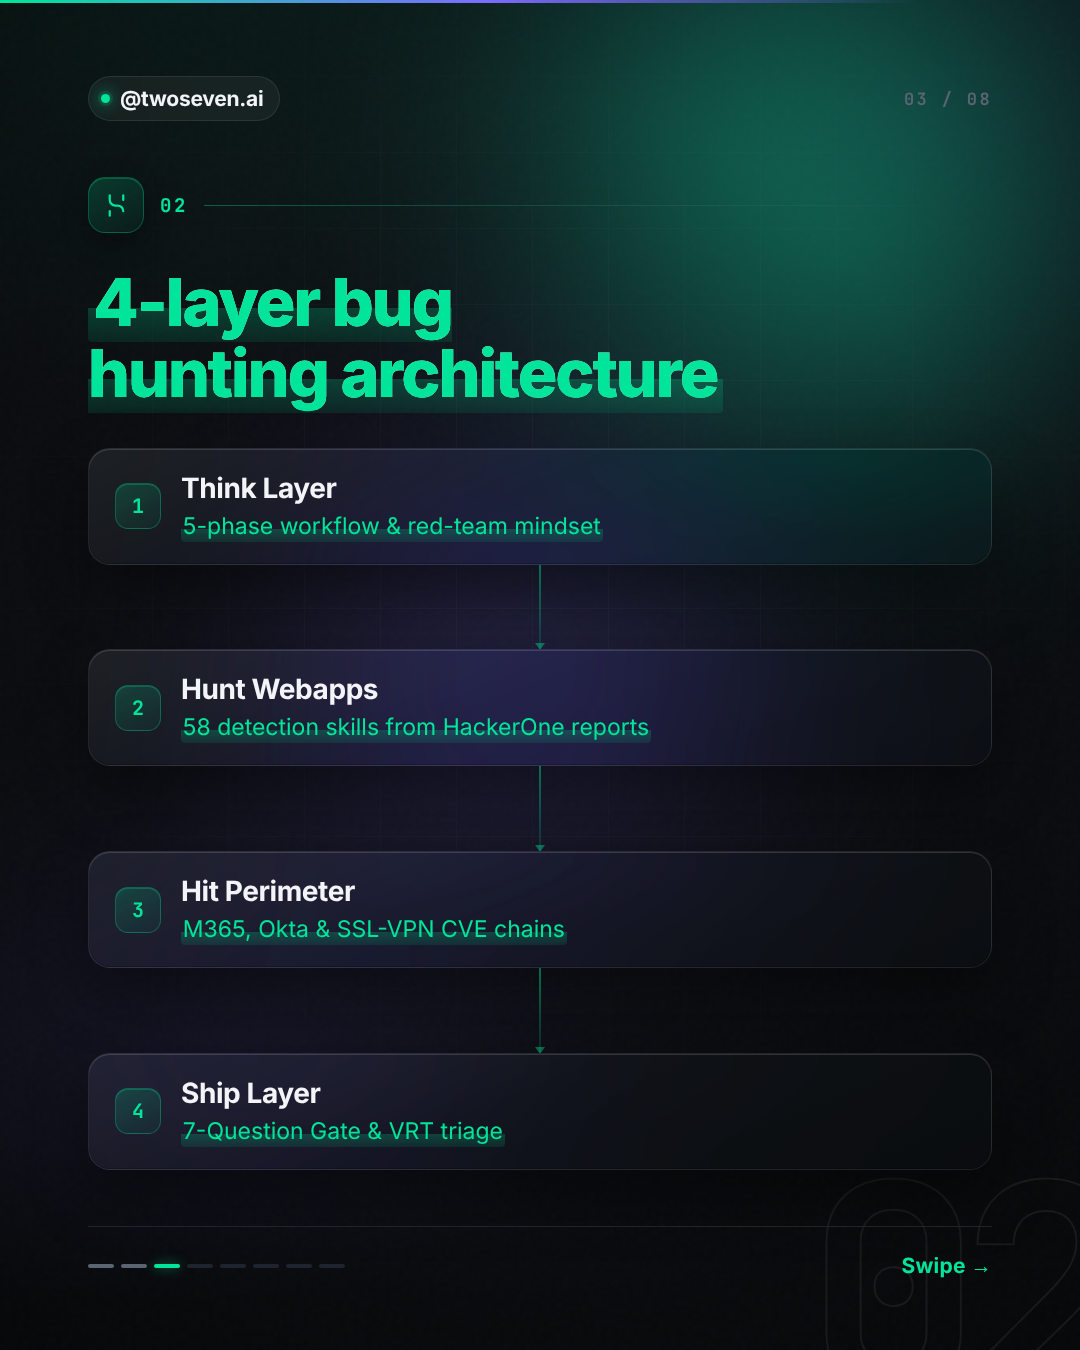 @twoseven.ai
03 / 08
02
4-layer bug
hunting architecture
1
Think Layer
5-phase workflow & red-team mindset
2
Hunt Webapps
58 detection skills from HackerOne reports
3
Hit Perimeter
M365, Okta & SSL-VPN CVE chains
4
Ship Layer
7-Question Gate & VRT triage
02
Swipe →